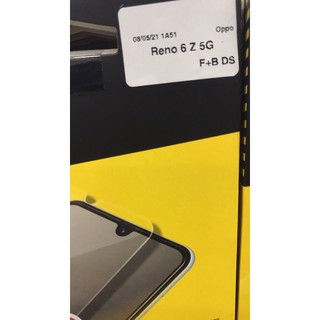 09/05/21 1A51 Oppo
Reno 6 Z 5G
F+B DS